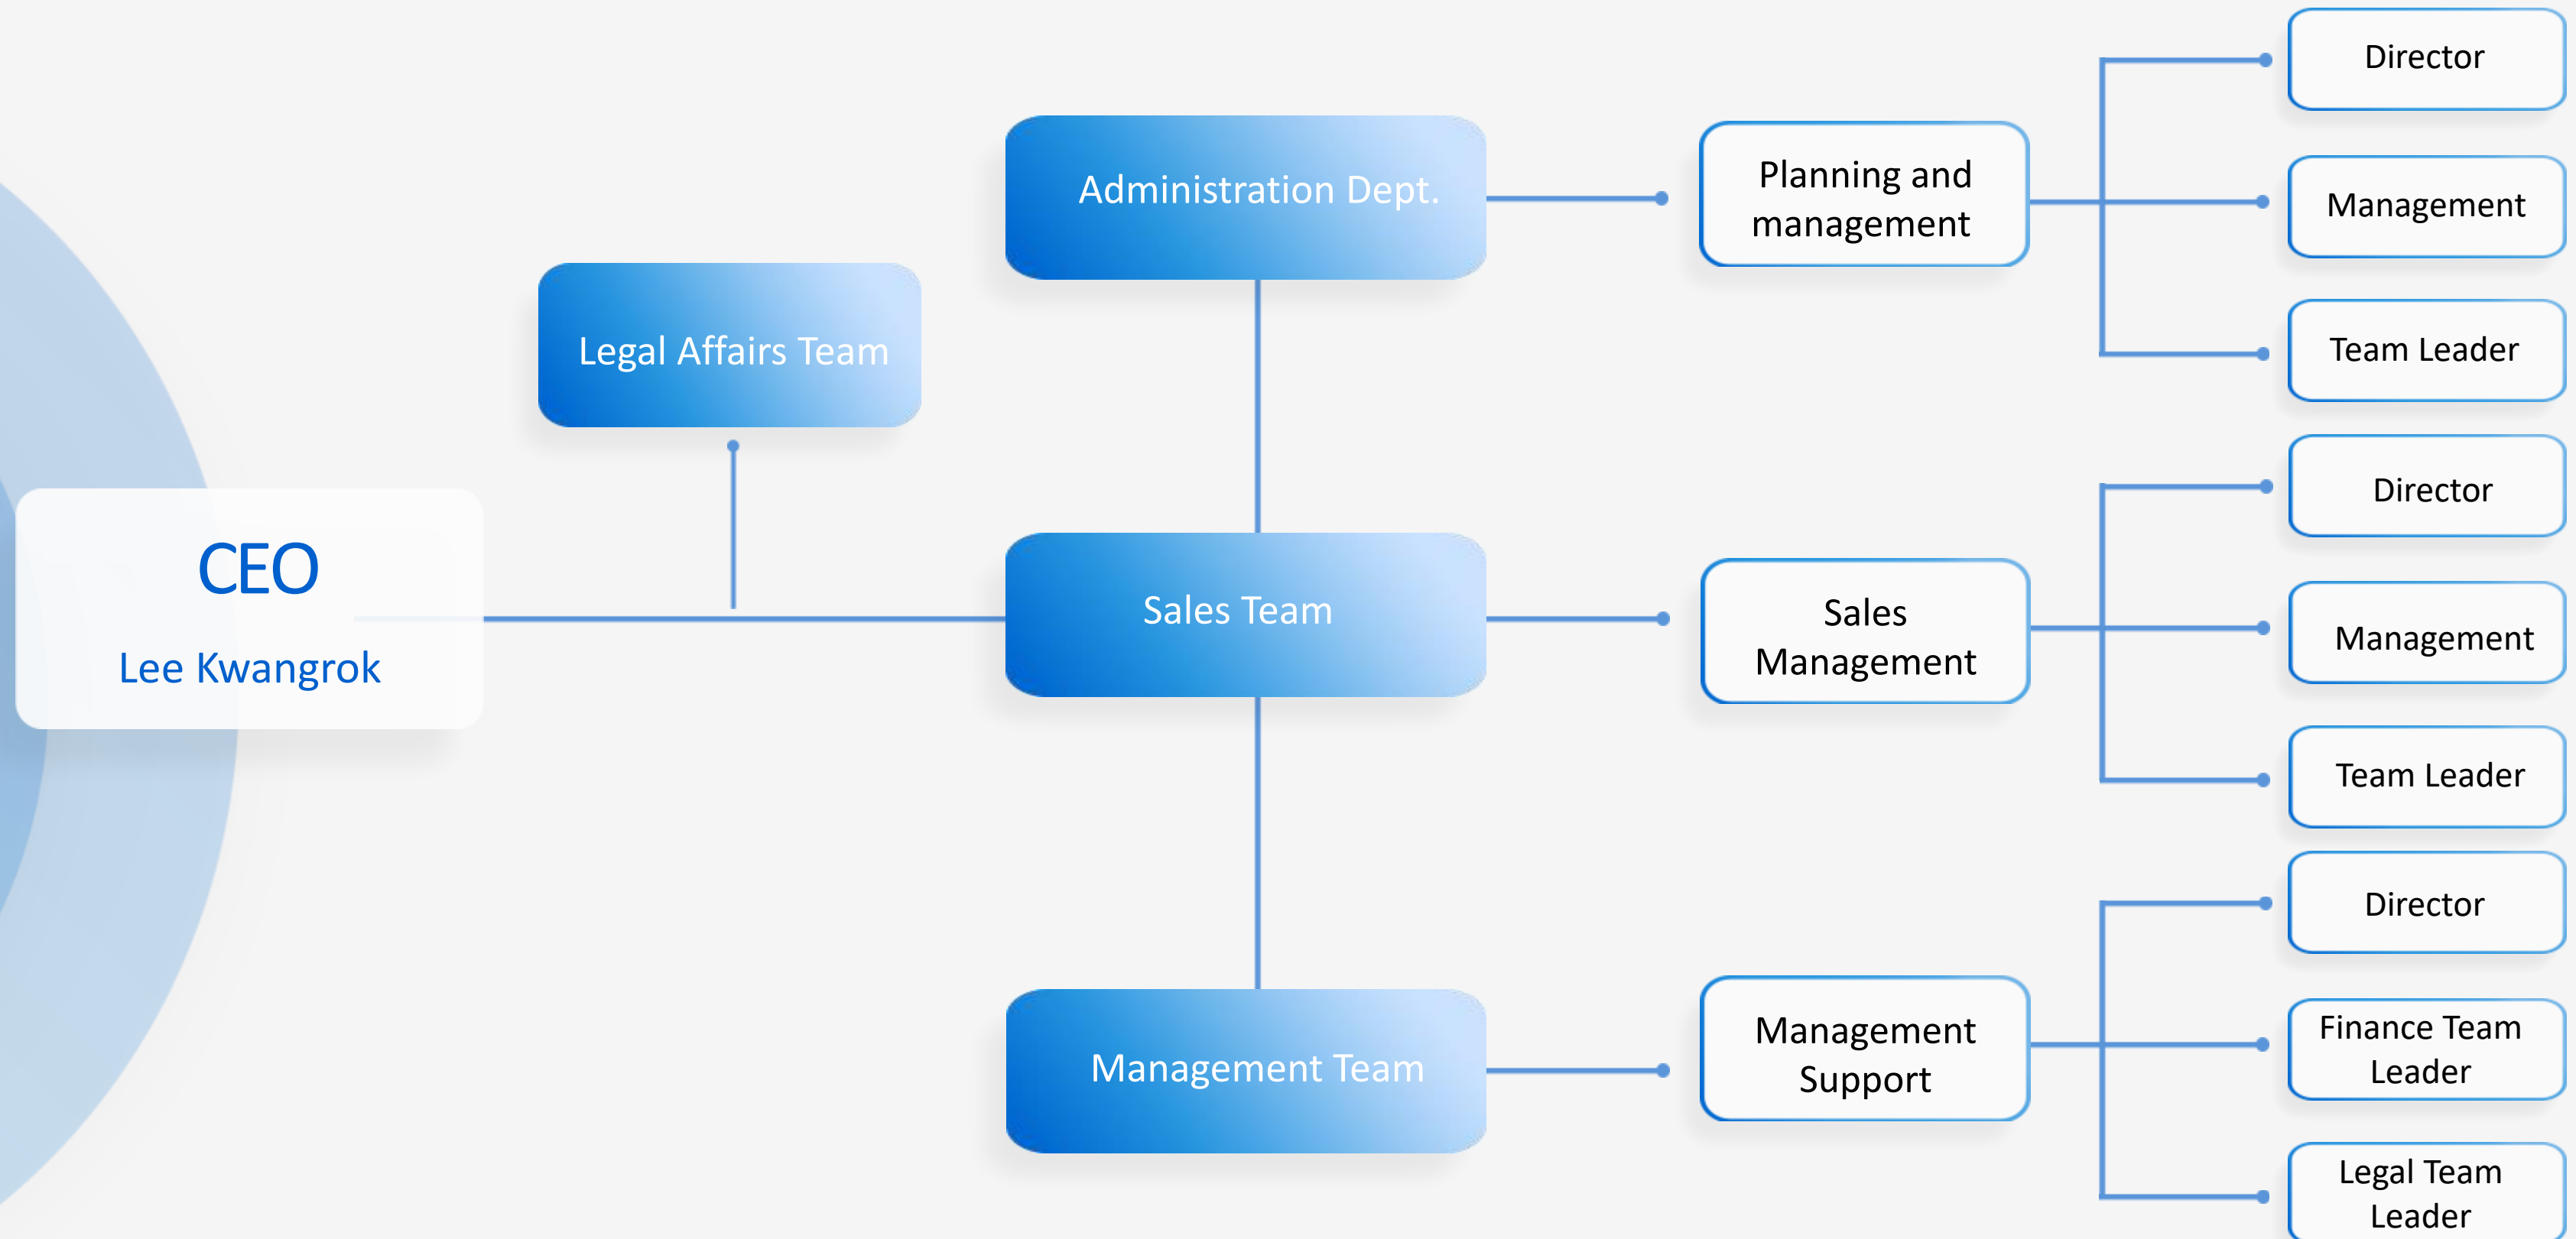 CEO
Lee Kwangrok
Legal Affairs Team
Administration Dept.
Planning and
management
Director
Management
Team Leader
Sales Team
Sales
Management
Director
Management
Team Leader
Management Team
Management
Support
Director
Finance Team
Leader
Legal Team
Leader